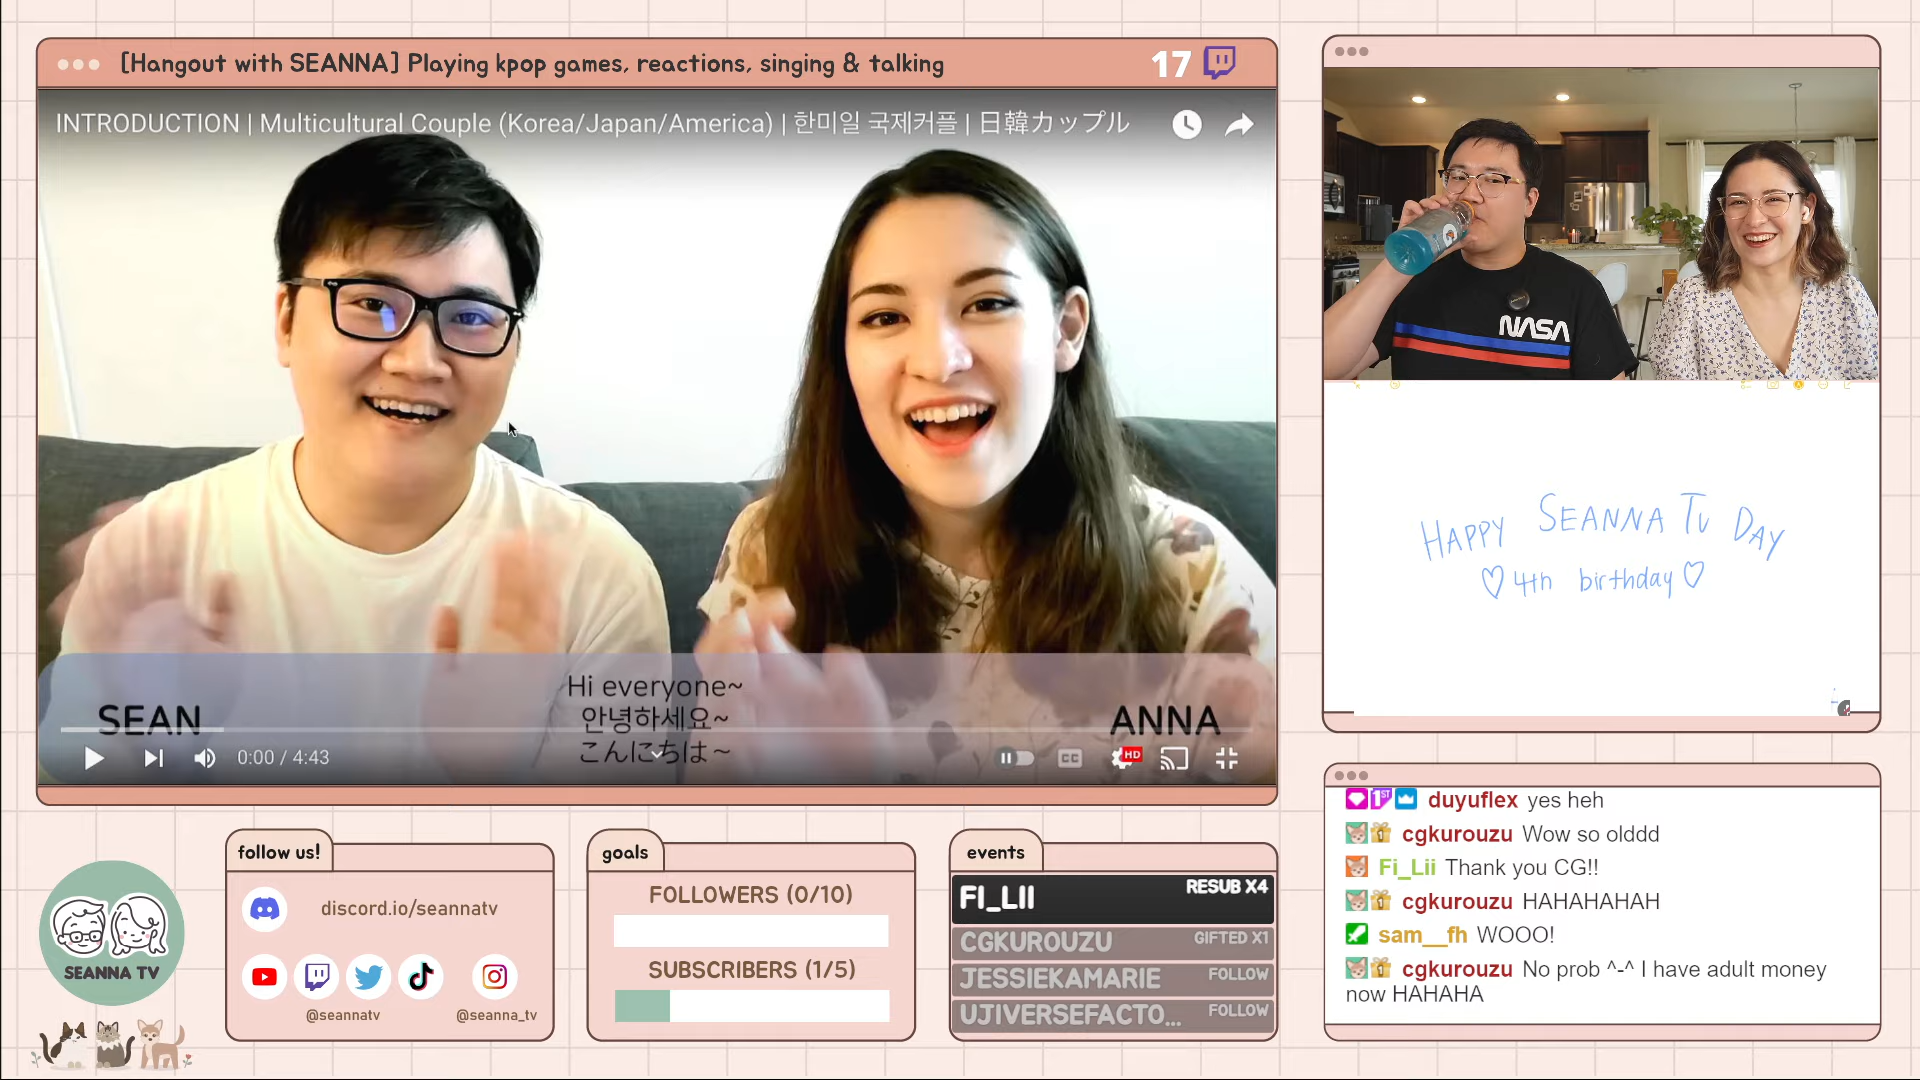 [Hangout with SEANNA] Playing kpop games, reactions, singing & talking
17
INTRODUCTION | Multicultural Couple (Korea/Japan/America) | 한미일 국제커플 | 日韓カップル
Hi everyone~
안녕하세요~
こんにちは~
SEAN
ANNA
0:00 / 4:43
CC
HD
NASA
HAPPY SEANNA TV DAY
♡ 4th birthday ♡
duyuflex yes heh
cgkurouzu Wow so olddd
Fi_Lii Thank you CG!!
cgkurouzu HAHAHAHAH
sam__fh WOOO!
cgkurouzu No prob ^-^ I have adult money
now HAHAHA
SEANNA TV
follow us!
discord.io/seannatv
@seannatv
@seanna_tv
goals
FOLLOWERS (0/10)
SUBSCRIBERS (1/5)
events
FI_LII RESUB X4
CGKUROUZU GIFTED X1
JESSIEKAMARIE FOLLOW
UJIVERSEFACTO... FOLLOW